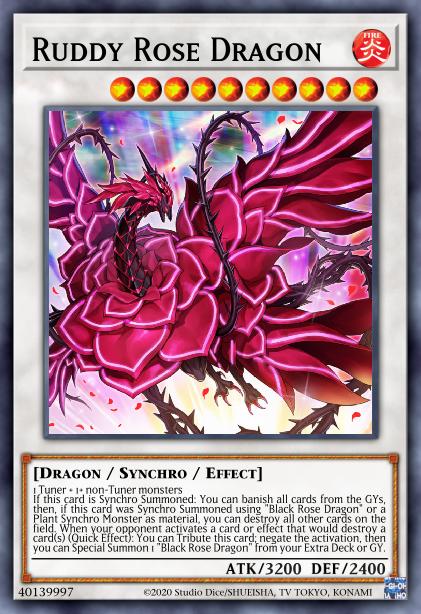 RUDDY ROSE DRAGON
FIRE
炎
[DRAGON / SYNCHRO / EFFECT]
1 Tuner + 1+ non-Tuner monsters
If this card is Synchro Summoned: You can banish all cards from the GYs,
then, if this was Synchro Summoned using "Black Rose Dragon" or a
Plant Synchro Monster as material, you can destroy all other cards on the
field. When your opponent activates a card or effect that would destroy a
card(s) (Quick Effect): You can Tribute this card; negate the activation, then
you can Special Summon 1 "Black Rose Dragon" from your Extra Deck or GY.
ATK/3200 DEF/2400
40139997
©2020 Studio Dice/SHUEISHA, TV TOKYO, KONAMI